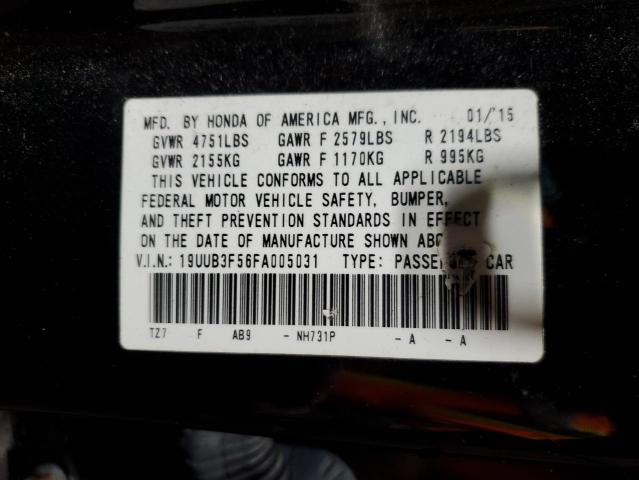 MFD. BY HONDA OF AMERICA MFG., INC. 01/15
GVWR 4751LBS GAWR F 2579LBS R 2194LBS
GVWR 2155KG GAWR F 1170KG R 995KG
THIS VEHICLE CONFORMS TO ALL APPLICABLE
FEDERAL MOTOR VEHICLE SAFETY, BUMPER,
AND THEFT PREVENTION STANDARDS IN EFFECT
ON THE DATE OF MANUFACTURE SHOWN
V.I.N.: 19UUB3F56FA005031 TYPE: CAR
TZ7 F AB9 - NH731P - A - A